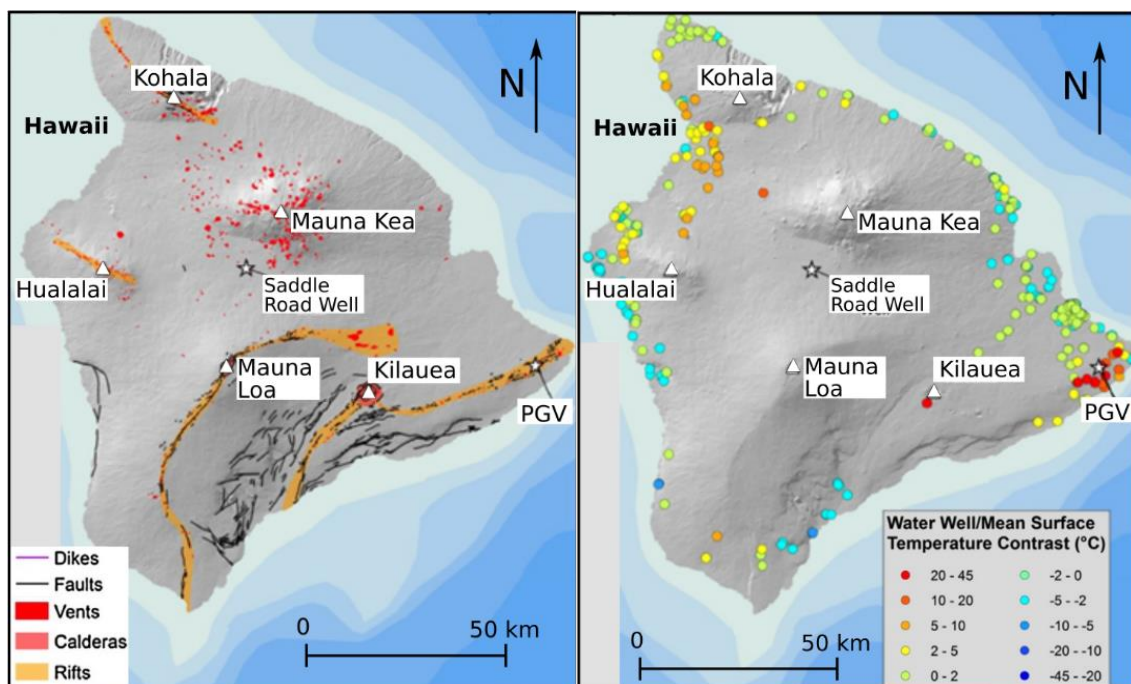 Kohala
N
Hawaii
Mauna Kea
Hualalai
Saddle
Road Well
Mauna
Loa
Kilauea
PGV
Dikes
Faults
Vents
Calderas
Rifts
0
50 km
Kohala
N
Hawaii
Mauna Kea
Hualalai
Saddle
Road Well
Mauna
Loa
Kilauea
PGV
Water Well/Mean Surface
Temperature Contrast (°C)
20 - 45
10 - 20
5 - 10
2 - 5
0 - 2
-2 - 0
-5 - -2
-10 - -5
-20 - -10
-45 - -20
0
50 km